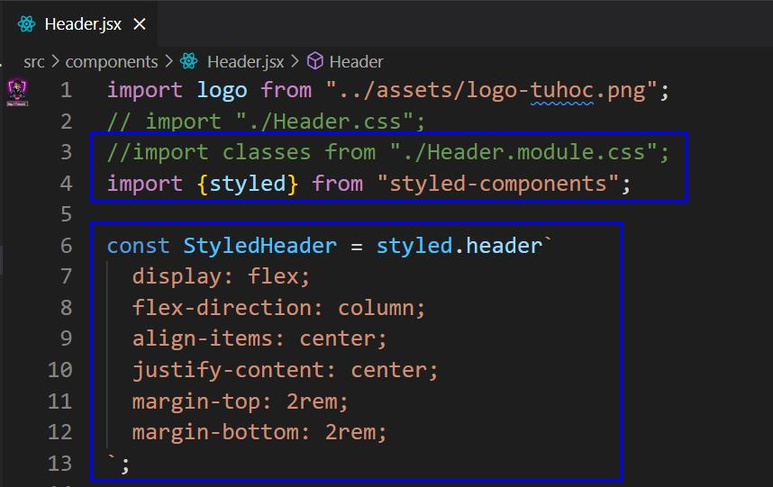 Header.jsx
src > components > Header.jsx > Header
1 import logo from "../assets/logo-tuhoc.png";
2 // import "./Header.css";
3 //import classes from "./Header.module.css";
4 import {styled} from "styled-components";
5
6 const StyledHeader = styled.header`
7 display: flex;
8 flex-direction: column;
9 align-items: center;
10 justify-content: center;
11 margin-top: 2rem;
12 margin-bottom: 2rem;
13 `;